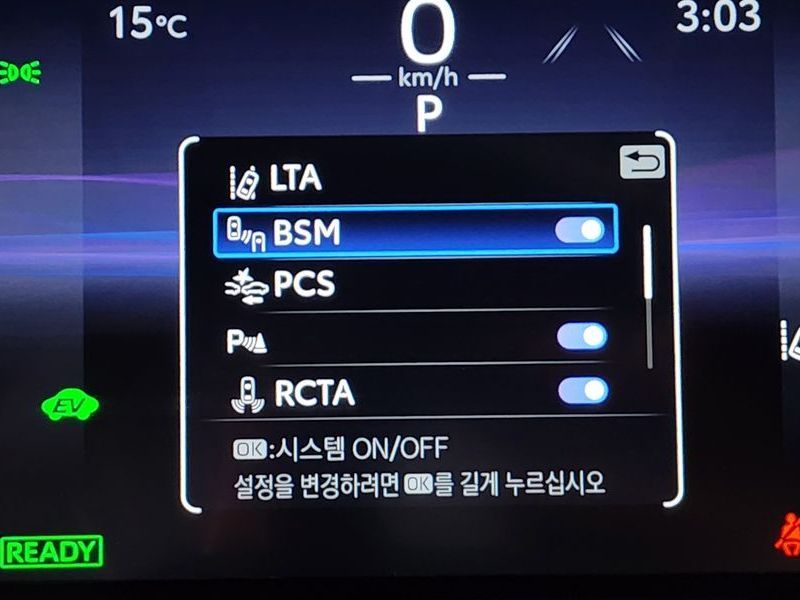 15°C
3:03
0
km/h
P
LTA
BSM
PCS
P
RCTA
OK:시스템 ON/OFF
설정을 변경하려면 OK를 길게 누르십시오
EV
READY